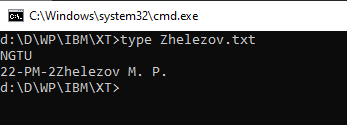 C:\Windows\system32\cmd.exe
d:\D\WP\IBM\XT>type Zhelezov.txt
NGTU
22-PM-2Zhelezov M. P.
d:\D\WP\IBM\XT>